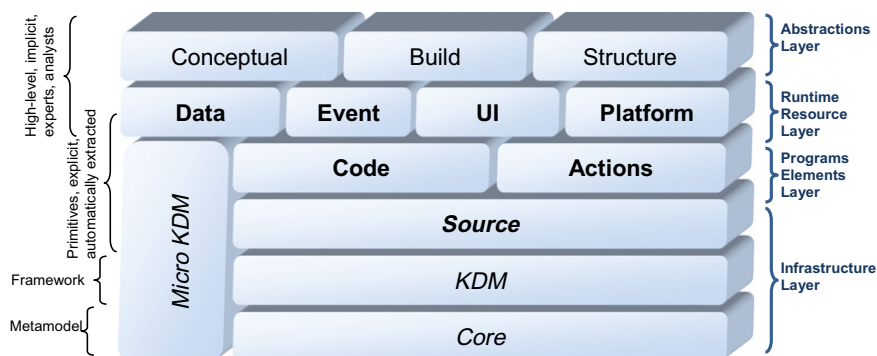 High-level, implicit,
experts, analysts
Primitives, explicit,
automatically extracted
Framework
Metamodel
Conceptual
Build
Structure
Data
Event
UI
Platform
Micro KDM
Code
Actions
Source
KDM
Core
Abstractions
Layer
Runtime
Resource
Layer
Programs
Elements
Layer
Infrastructure
Layer